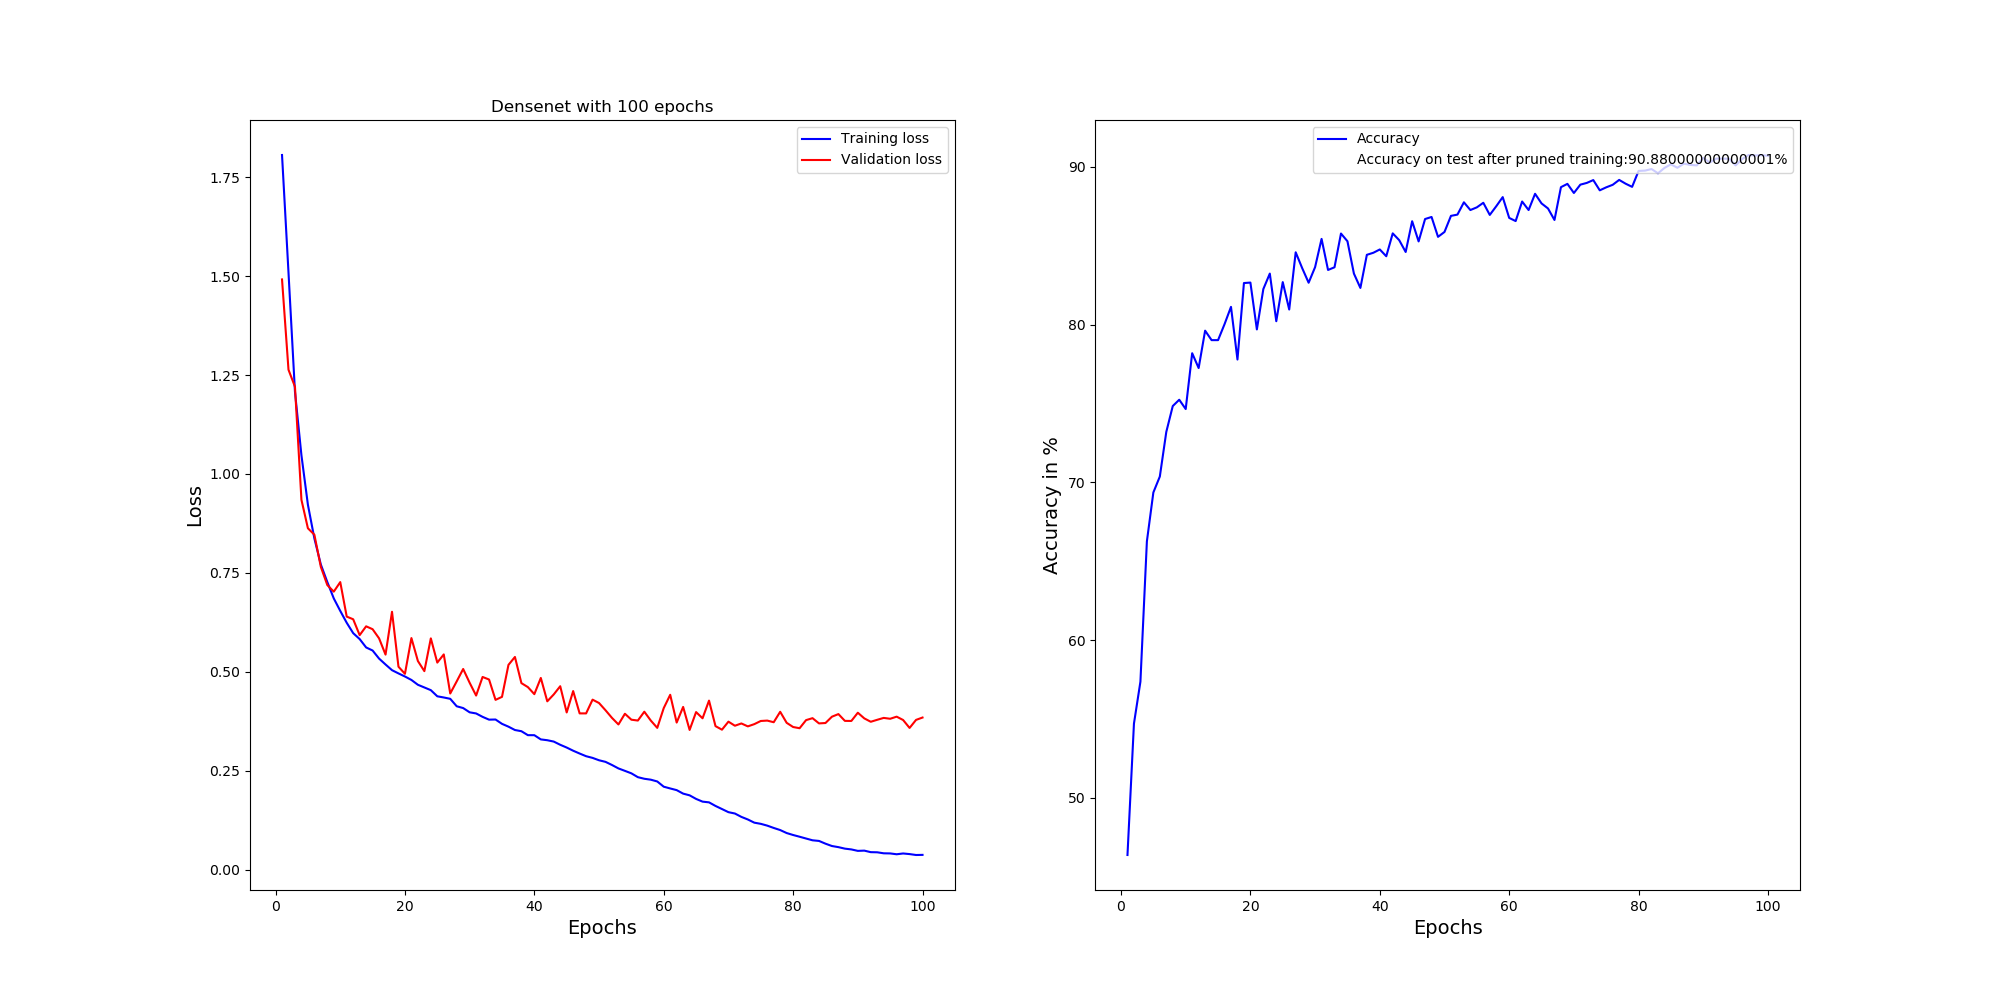 Densenet with 100 epochs
Training loss
Validation loss
1.75
1.50
1.25
1.00
0.75
0.50
0.25
0.00
Loss
0 20 40 60 80 100
Epochs
Accuracy
Accuracy on test after pruned training:90.88000000000001%
90
80
70
60
50
Accuracy in %
0 20 40 60 80 100
Epochs